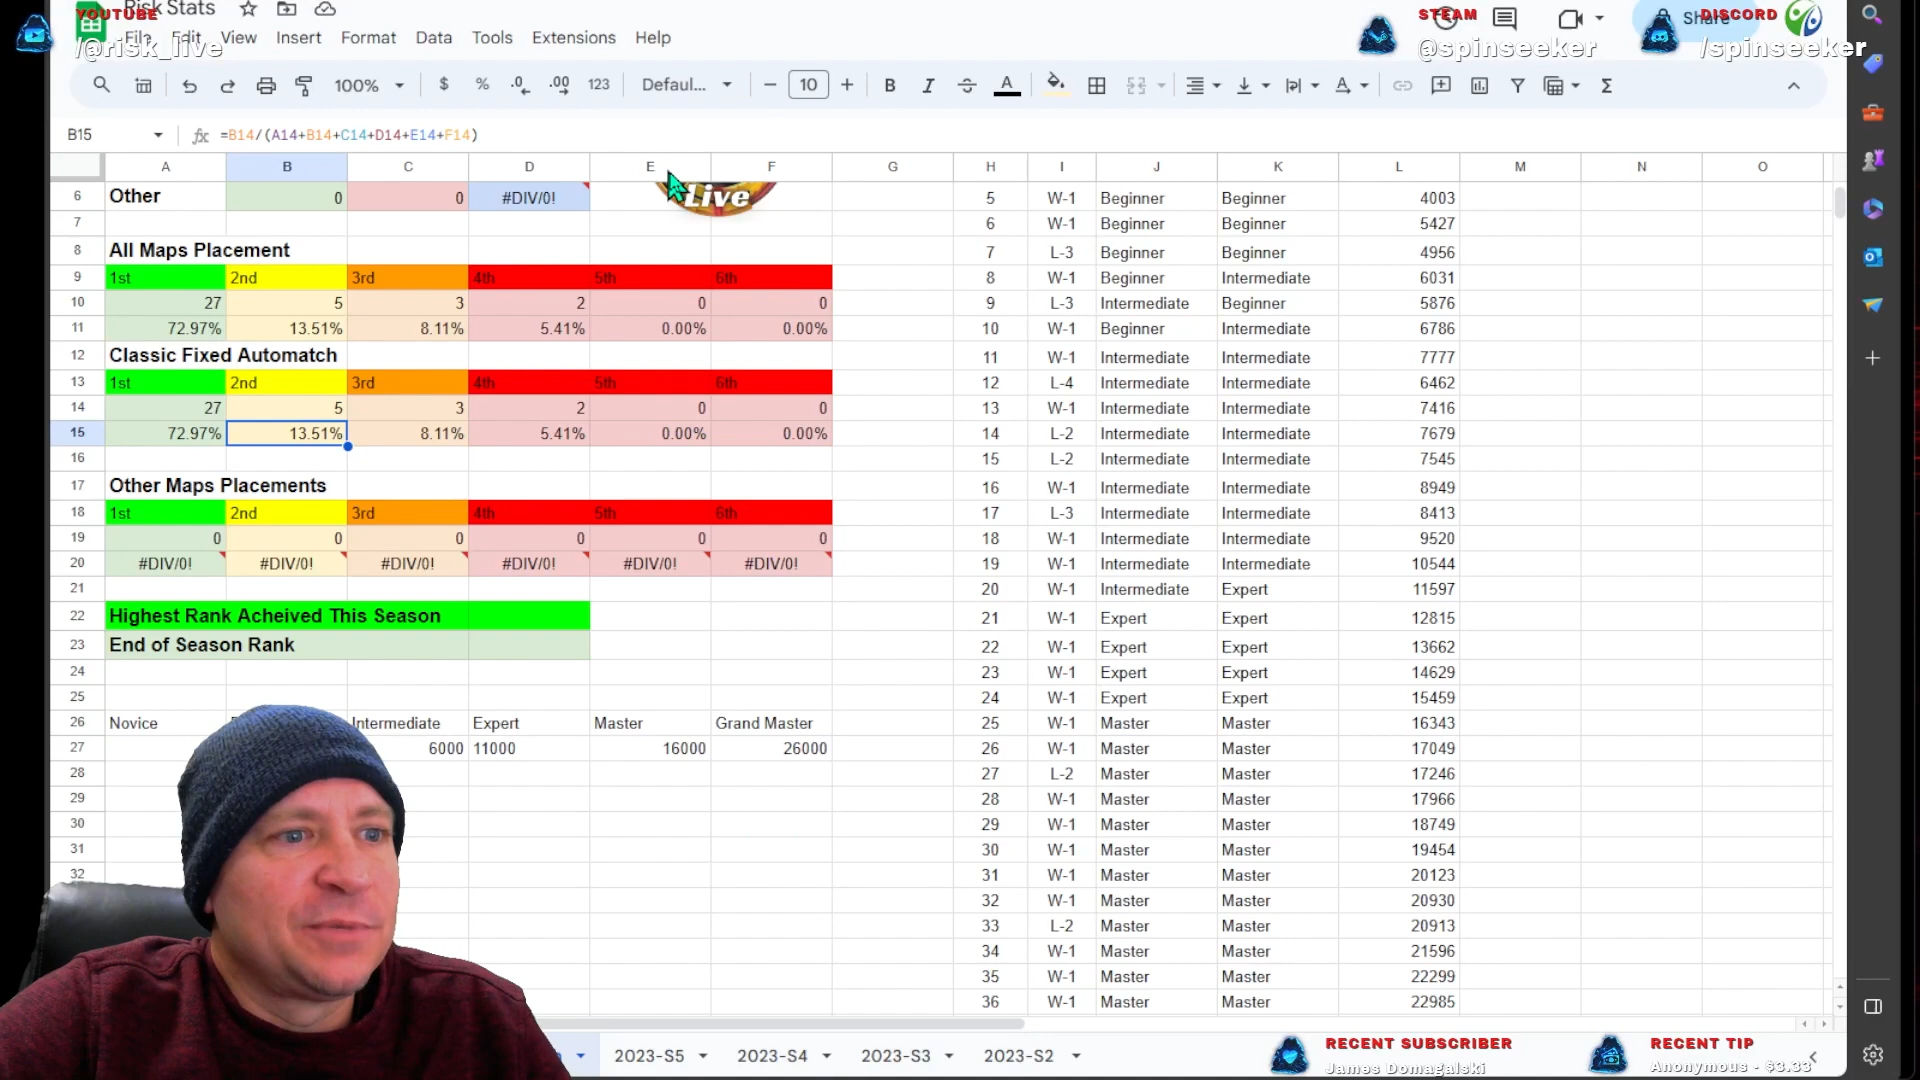 YOUTUBE
/@risk_live
Risk Stats
File Edit View Insert Format Data Tools Extensions Help
STEAM
@spinseeker
Share
DISCORD
/spinseeker
100% $ % .0 .00 123 Defaul... 10 B I A
B15 fx =B14/(A14+B14+C14+D14+E14+F14)
A B C D E F G H I J K L M N O
6 Other 0 0 #DIV/0! Live 5 W-1 Beginner Beginner 4003
7 6 W-1 Beginner Beginner 5427
8 All Maps Placement 7 L-3 Beginner Beginner 4956
9 1st 2nd 3rd 4th 5th 6th 8 W-1 Beginner Intermediate 6031
10 27 5 3 2 0 0 9 L-3 Intermediate Beginner 5876
11 72.97% 13.51% 8.11% 5.41% 0.00% 0.00% 10 W-1 Beginner Intermediate 6786
12 Classic Fixed Automatch 11 W-1 Intermediate Intermediate 7777
13 1st 2nd 3rd 4th 5th 6th 12 L-4 Intermediate Intermediate 6462
14 27 5 3 2 0 0 13 W-1 Intermediate Intermediate 7416
15 72.97% 13.51% 8.11% 5.41% 0.00% 0.00% 14 L-2 Intermediate Intermediate 7679
16 15 L-2 Intermediate Intermediate 7545
17 Other Maps Placements 16 W-1 Intermediate Intermediate 8949
18 1st 2nd 3rd 4th 5th 6th 17 L-3 Intermediate Intermediate 8413
19 0 0 0 0 0 0 18 W-1 Intermediate Intermediate 9520
20 #DIV/0! #DIV/0! #DIV/0! #DIV/0! #DIV/0! #DIV/0! 19 W-1 Intermediate Intermediate 10544
21 20 W-1 Intermediate Expert 11597
22 Highest Rank Acheived This Season 21 W-1 Expert Expert 12815
23 End of Season Rank 22 W-1 Expert Expert 13662
24 23 W-1 Expert Expert 14629
25 24 W-1 Expert Expert 15459
26 Novice Intermediate Expert Master Grand Master 25 W-1 Master Master 16343
27 6000 11000 16000 26000 26 W-1 Master Master 17049
28 27 L-2 Master Master 17246
29 28 W-1 Master Master 17966
30 29 W-1 Master Master 18749
31 30 W-1 Master Master 19454
32 31 W-1 Master Master 20123
32 W-1 Master Master 20930
33 L-2 Master Master 20913
34 W-1 Master Master 21596
35 W-1 Master Master 22299
36 W-1 Master Master 22985
2023-S5 2023-S4 2023-S3 2023-S2
RECENT SUBSCRIBER
James Domagalski
RECENT TIP
Anonymous - $3.33